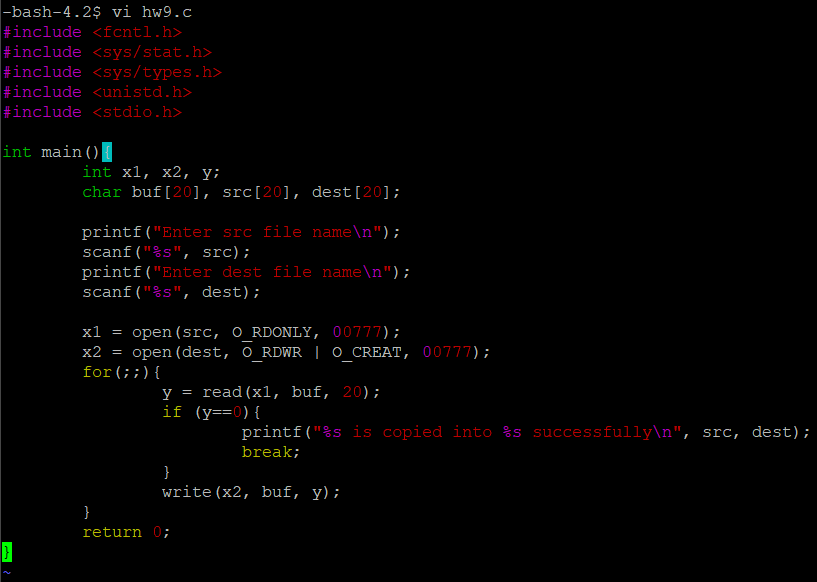 -bash-4.2$ vi hw9.c
#include <fcntl.h>
#include <sys/stat.h>
#include <sys/types.h>
#include <unistd.h>
#include <stdio.h>

int main(){
        int x1, x2, y;
        char buf[20], src[20], dest[20];

        printf("Enter src file name\n");
        scanf("%s", src);
        printf("Enter dest file name\n");
        scanf("%s", dest);

        x1 = open(src, O_RDONLY, 00777);
        x2 = open(dest, O_RDWR | O_CREAT, 00777);
        for(;;){
                y = read(x1, buf, 20);
                if (y==0){
                        printf("%s is copied into %s successfully\n", src, dest);
                        break;
                }
                write(x2, buf, y);
        }
        return 0;
}
~